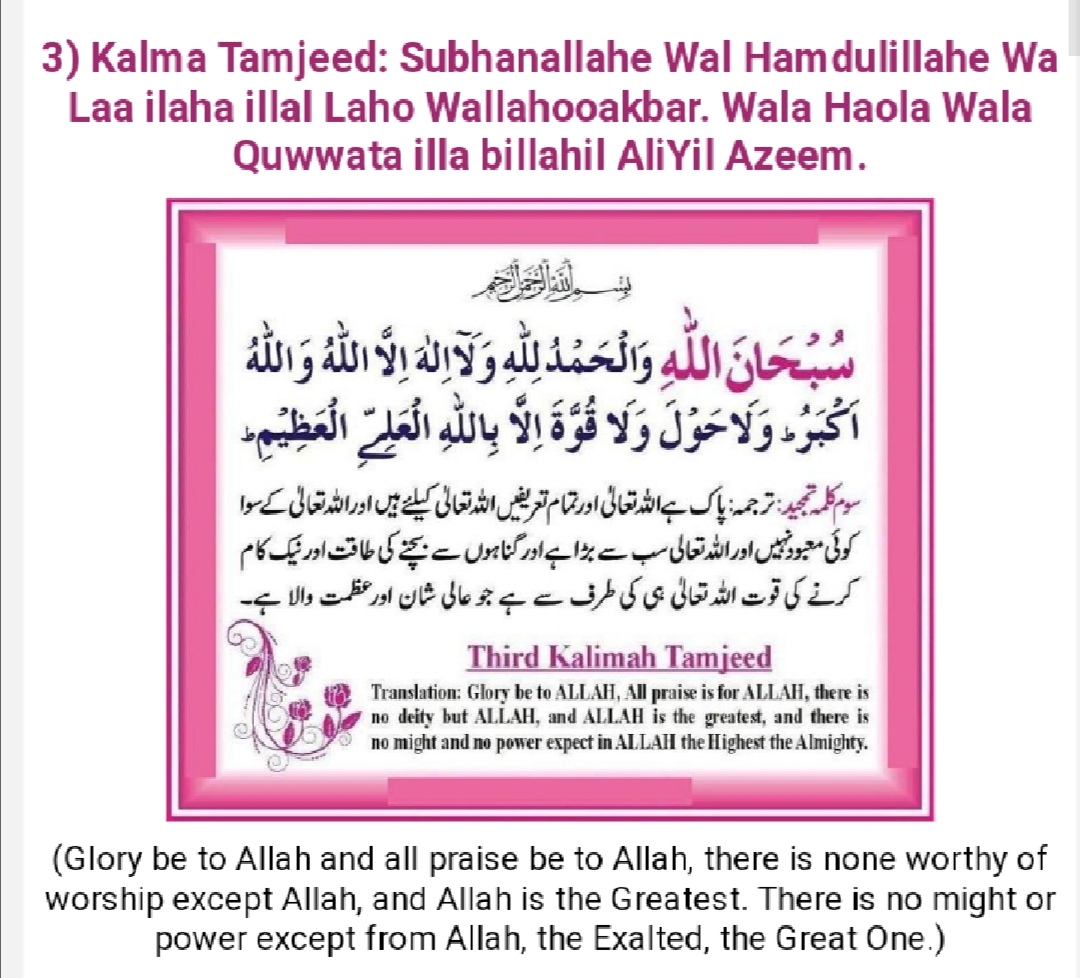 3) Kalma Tamjeed: Subhanallahe Wal Hamdulillahe Wa
Laa ilaha illal Laho Wallahooakbar. Wala Haola Wala
Quwwata illa billahil AliYil Azeem.
بِسْمِ اللّٰهِ الرَّحْمٰنِ الرَّحِيْمِ
سُبْحَانَ اللّٰهِ وَالْحَمْدُ لِلّٰهِ وَ لَآ اِلٰهَ اِلَّا اللّٰهُ وَ اللّٰهُ
اَكْبَرُ ؕ وَ لَا حَوْلَ وَ لَا قُوَّةَ اِلَّا بِاللّٰهِ الْعَلِيِّ الْعَظِيْمِ ؕ
سوم کلمہ تمجید: ترجمہ: پاک ہے اللہ تعالیٰ اور تمام تعریفیں اللہ تعالیٰ کیلئے ہیں اور اللہ تعالیٰ کے سوا
کوئی معبود نہیں اور اللہ تعالیٰ سب سے بڑا ہے اور گناہوں سے بچنے کی طاقت اور نیک کام
کرنے کی قوت اللہ تعالیٰ ہی کی طرف سے ہے جو عالی شان اور عظمت والا ہے۔
Third Kalimah Tamjeed
Translation: Glory be to ALLAH, All praise is for ALLAH, there is
no deity but ALLAH, and ALLAH is the greatest, and there is
no might and no power expect in ALLAH the Highest the Almighty.
(Glory be to Allah and all praise be to Allah, there is none worthy of
worship except Allah, and Allah is the Greatest. There is no might or
power except from Allah, the Exalted, the Great One.)